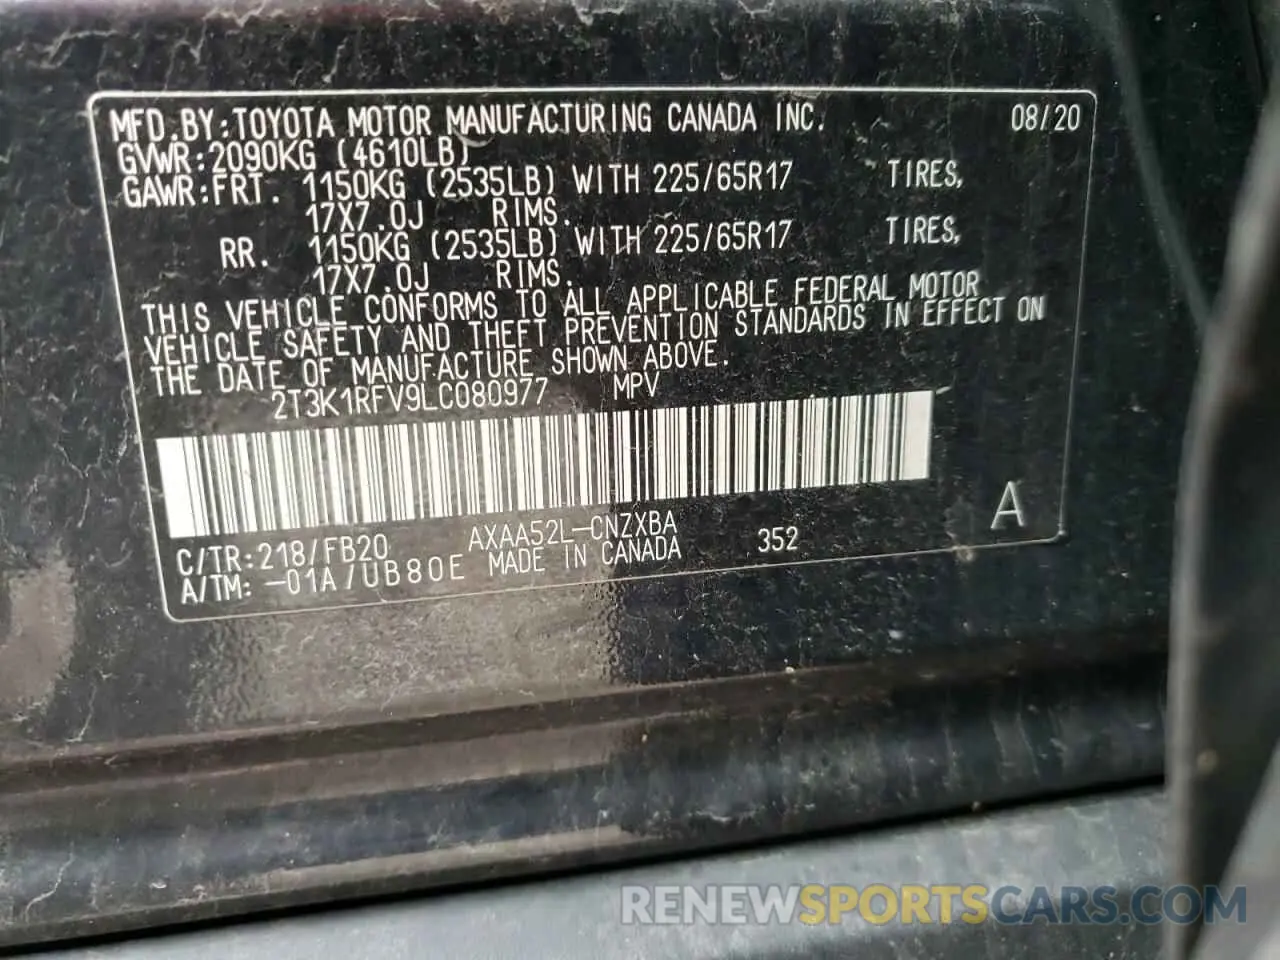 MFD.BY:TOYOTA MOTOR MANUFACTURING CANADA INC. 08/20
GVWR:2090KG (4610LB)
GAWR:FRT. 1150KG (2535LB) WITH 225/65R17 TIRES,
17X7.0J RIMS.
RR. 1150KG (2535LB) WITH 225/65R17 TIRES,
17X7.0J RIMS.
THIS VEHICLE CONFORMS TO ALL APPLICABLE FEDERAL MOTOR
VEHICLE SAFETY AND THEFT PREVENTION STANDARDS IN EFFECT ON
THE DATE OF MANUFACTURE SHOWN ABOVE.
2T3K1RFV9LC080977 MPV
A
C/TR:218/FB20 AXAA52L-CNZXBA 352
A/TM: -01A/UB80E MADE IN CANADA
RENEWSPORTSCARS.COM